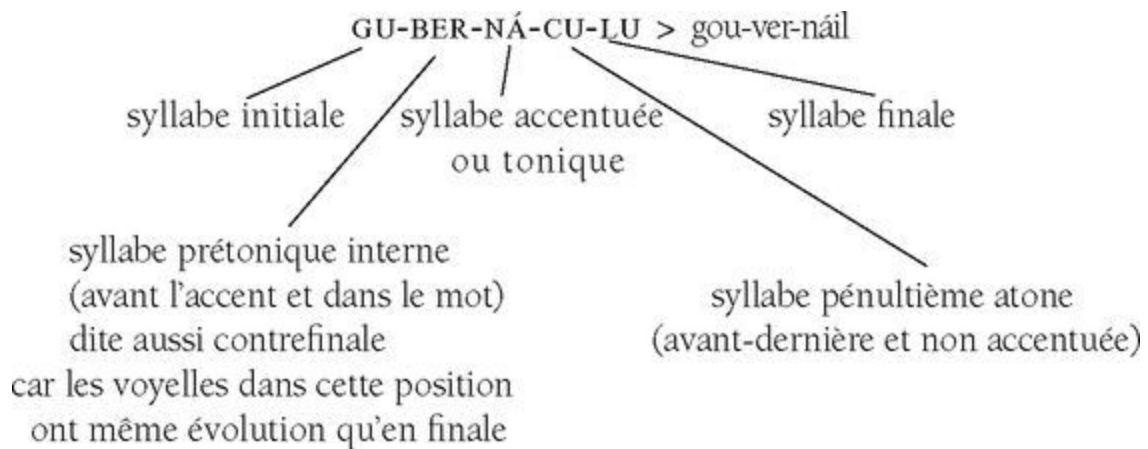 GU-BER-NÁ-CU-LU > gou-ver-náil
syllabe initiale
syllabe accentuée
ou tonique
syllabe finale
syllabe prétonique interne
(avant l'accent et dans le mot)
dite aussi contrefinale
car les voyelles dans cette position
ont même évolution qu'en finale
syllabe pénultième atone
(avant-dernière et non accentuée)